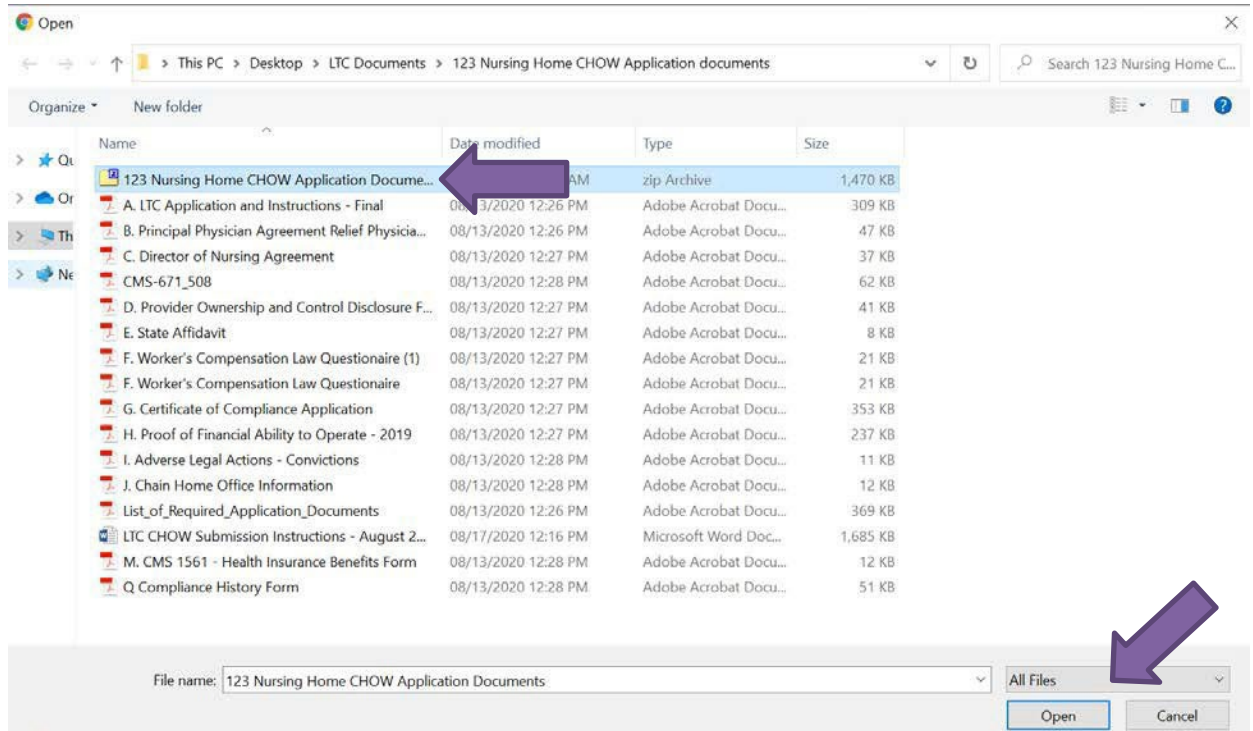 Open
This PC > Desktop > LTC Documents > 123 Nursing Home CHOW Application documents
Search 123 Nursing Home C...
Organize New folder
Name Date modified Type Size
123 Nursing Home CHOW Application Docume... AM zip Archive 1,470 KB
A. LTC Application and Instructions - Final 08/13/2020 12:26 PM Adobe Acrobat Docu... 309 KB
B. Principal Physician Agreement Relief Physicia... 08/13/2020 12:26 PM Adobe Acrobat Docu... 47 KB
C. Director of Nursing Agreement 08/13/2020 12:27 PM Adobe Acrobat Docu... 37 KB
CMS-671_508 08/13/2020 12:28 PM Adobe Acrobat Docu... 62 KB
D. Provider Ownership and Control Disclosure F... 08/13/2020 12:27 PM Adobe Acrobat Docu... 41 KB
E. State Affidavit 08/13/2020 12:27 PM Adobe Acrobat Docu... 8 KB
F. Worker's Compensation Law Questionaire (1) 08/13/2020 12:27 PM Adobe Acrobat Docu... 21 KB
F. Worker's Compensation Law Questionaire 08/13/2020 12:27 PM Adobe Acrobat Docu... 21 KB
G. Certificate of Compliance Application 08/13/2020 12:27 PM Adobe Acrobat Docu... 353 KB
H. Proof of Financial Ability to Operate - 2019 08/13/2020 12:27 PM Adobe Acrobat Docu... 237 KB
I. Adverse Legal Actions - Convictions 08/13/2020 12:28 PM Adobe Acrobat Docu... 11 KB
J. Chain Home Office Information 08/13/2020 12:28 PM Adobe Acrobat Docu... 12 KB
List_of_Required_Application_Documents 08/13/2020 12:26 PM Adobe Acrobat Docu... 369 KB
LTC CHOW Submission Instructions - August 2... 08/17/2020 12:16 PM Microsoft Word Doc... 1,685 KB
M. CMS 1561 - Health Insurance Benefits Form 08/13/2020 12:28 PM Adobe Acrobat Docu... 12 KB
Q Compliance History Form 08/13/2020 12:28 PM Adobe Acrobat Docu... 51 KB
Qu
Or
Th
Ne
File name: 123 Nursing Home CHOW Application Documents All Files
Open Cancel